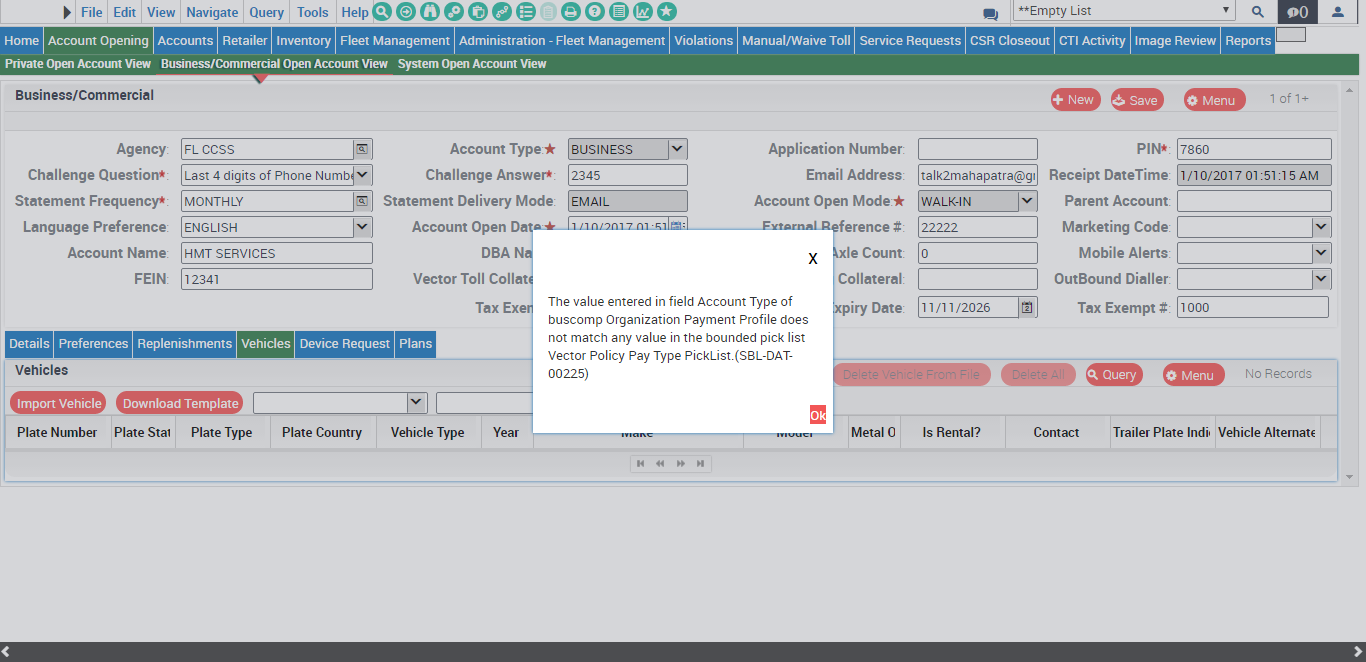 File Edit View Navigate Query Tools Help **Empty List 0
Home Account Opening Accounts Retailer Inventory Fleet Management Administration - Fleet Management Violations Manual/Waive Toll Service Requests CSR Closeout CTI Activity Image Review Reports
Private Open Account View Business/Commercial Open Account View System Open Account View
Business/Commercial New Save Menu 1 of 1+
Agency: FL CCSS Account Type:★ BUSINESS Application Number: PIN*: 7860
Challenge Question*: Last 4 digits of Phone Numbe Challenge Answer*: 2345 Email Address: talk2mahapatra@g Receipt DateTime: 1/10/2017 01:51:15 AM
Statement Frequency*: MONTHLY Statement Delivery Mode: EMAIL Account Open Mode:★ WALK-IN Parent Account:
Language Preference: ENGLISH Account Open Date:★ 1/10/2017 01:51 External Reference #: 22222 Marketing Code:
Account Name: HMT SERVICES DBA Na Axle Count: 0 Mobile Alerts:
FEIN: 12341 Vector Toll Collate Collateral: OutBound Dialler:
Tax Exem Expiry Date: 11/11/2026 Tax Exempt #: 1000
X
The value entered in field Account Type of
buscomp Organization Payment Profile does
not match any value in the bounded pick list
Vector Policy Pay Type PickList.(SBL-DAT-
00225)
Ok
Details Preferences Replenishments Vehicles Device Request Plans
Vehicles Delete Vehicle From File Delete All Query Menu No Records
Import Vehicle Download Template
Plate Number Plate Stat Plate Type Plate Country Vehicle Type Year Make Model Metal O Is Rental? Contact Trailer Plate Indi Vehicle Alternate